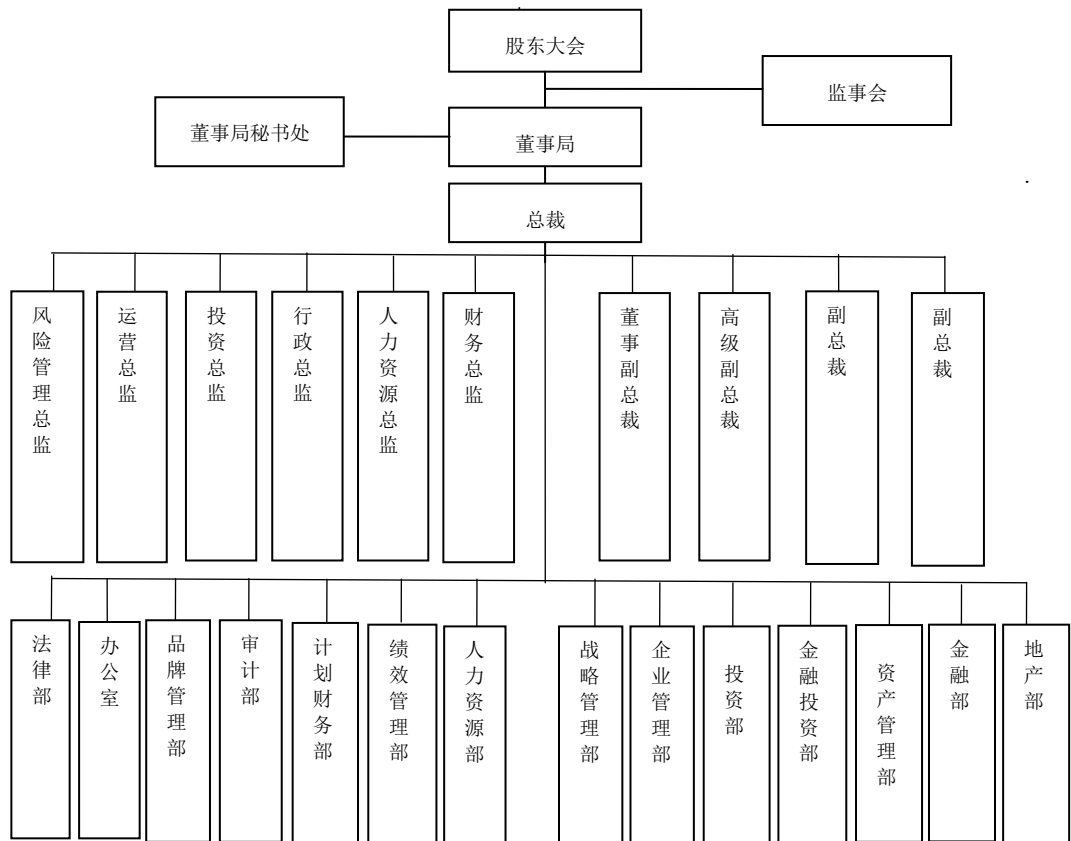 股东大会
监事会
董事局秘书处
董事局
总裁
风险管理总监
运营总监
投资总监
行政总监
人力资源总监
财务总监
董事副总裁
高级副总裁
副总裁
副总裁
法律部
办公室
品牌管理部
审计部
计划财务部
绩效管理部
人力资源部
战略管理部
企业管理部
投资部
金融投资部
资产管理部
金融部
地产部